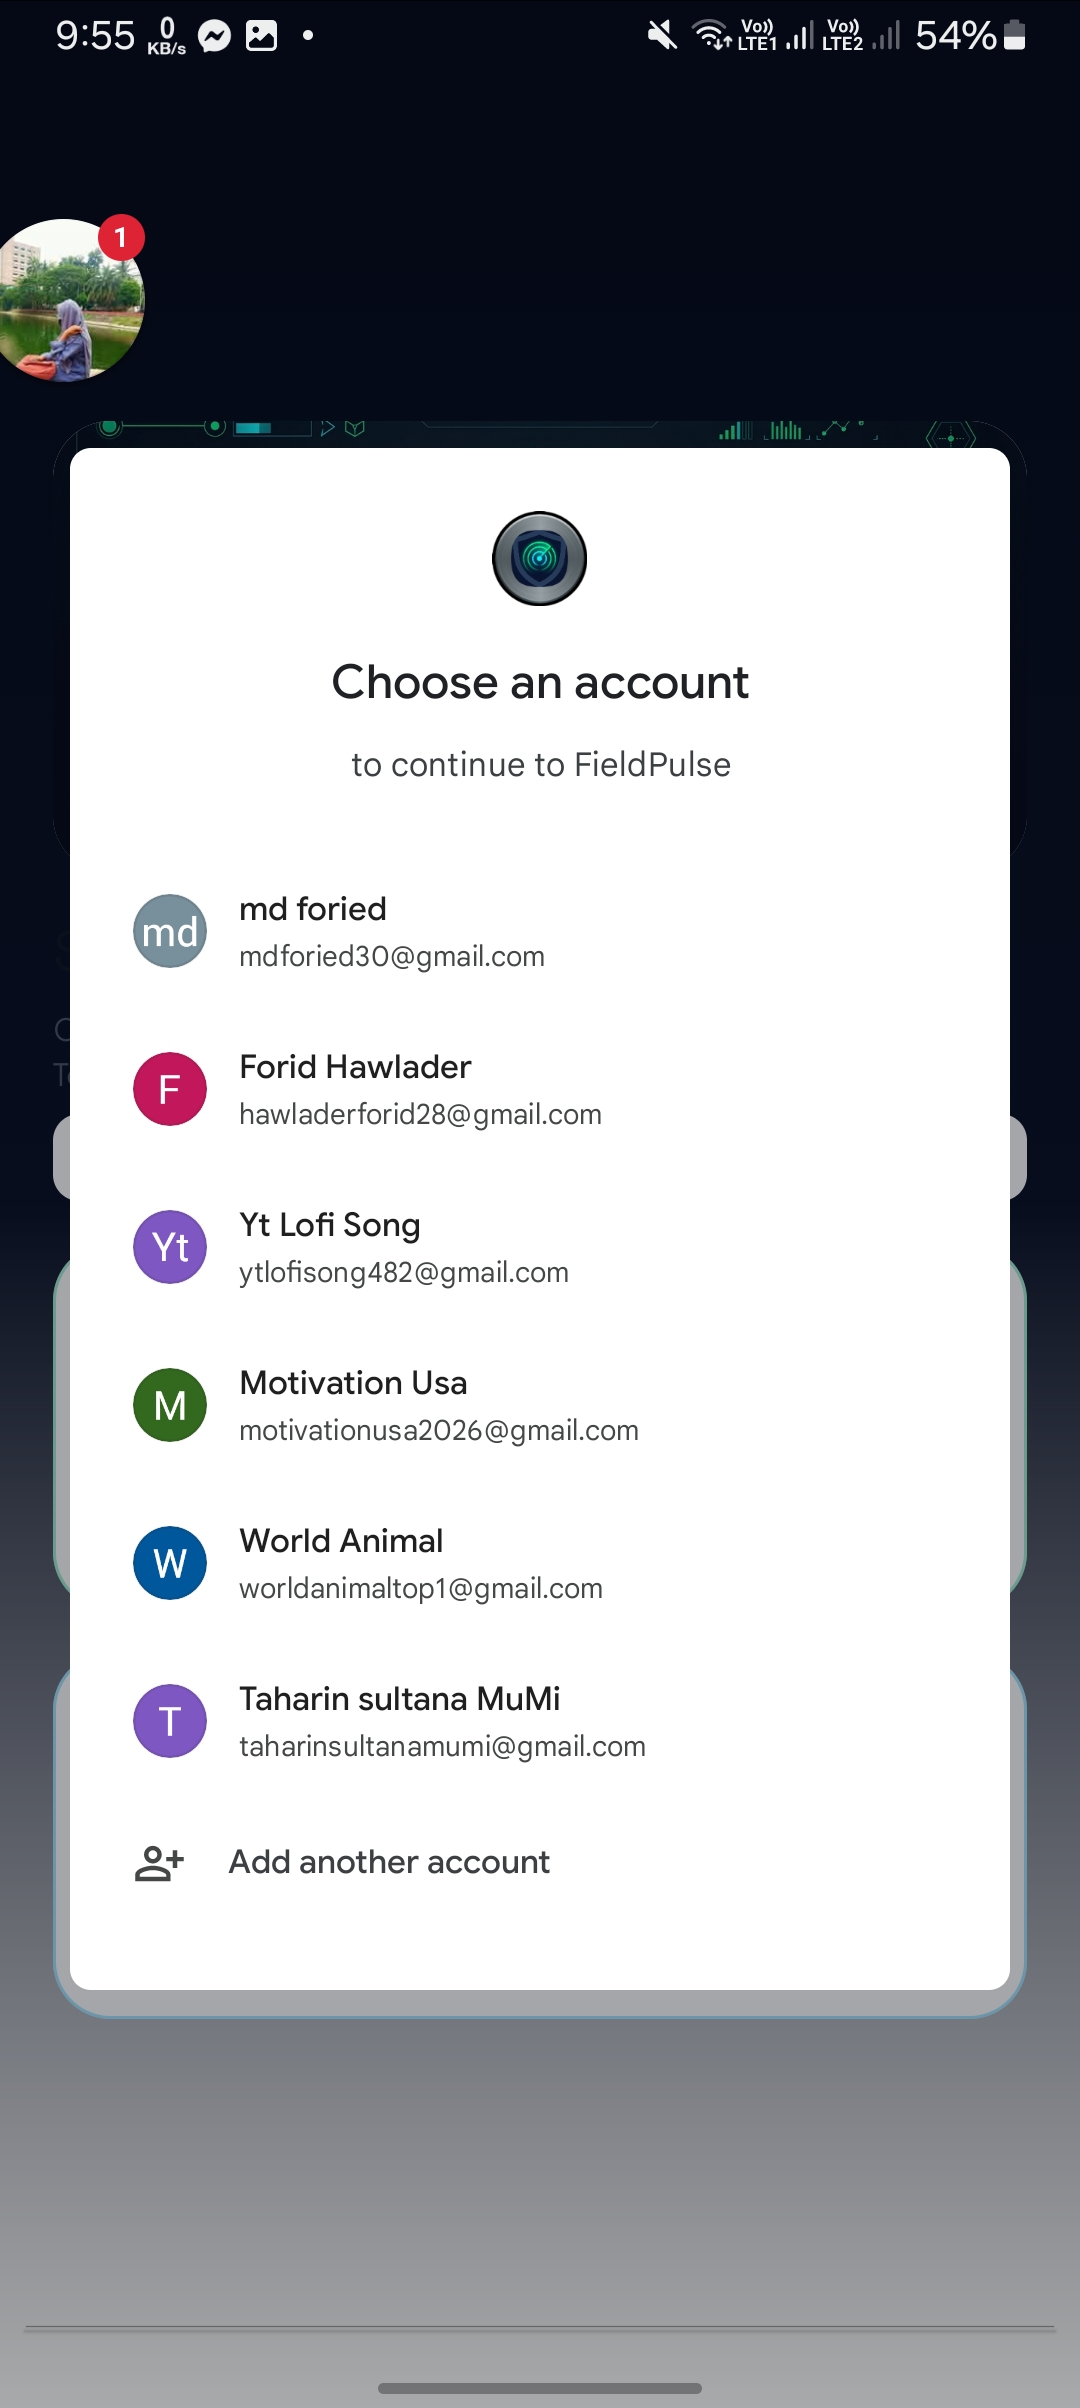 9:55
0
KB/s
Vo))
LTE1
Vo))
LTE2
54%
1
Choose an account
to continue to FieldPulse
md
md foried
mdforied30@gmail.com
F
Forid Hawlader
hawladerforid28@gmail.com
Yt
Yt Lofi Song
ytlofisong482@gmail.com
M
Motivation Usa
motivationusa2026@gmail.com
W
World Animal
worldanimaltop1@gmail.com
T
Taharin sultana MuMi
taharinsultanamumi@gmail.com
Add another account